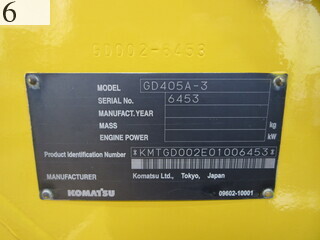 6
GD002-6453
MODEL GD405A-3
SERIAL No. 6453
MANUFACT.YEAR
MASS kg
ENGINE POWER kW
Product Identification Number *KMTGD002E01006453*
KOMATSU Komatsu Ltd., Tokyo, Japan
09602-10001